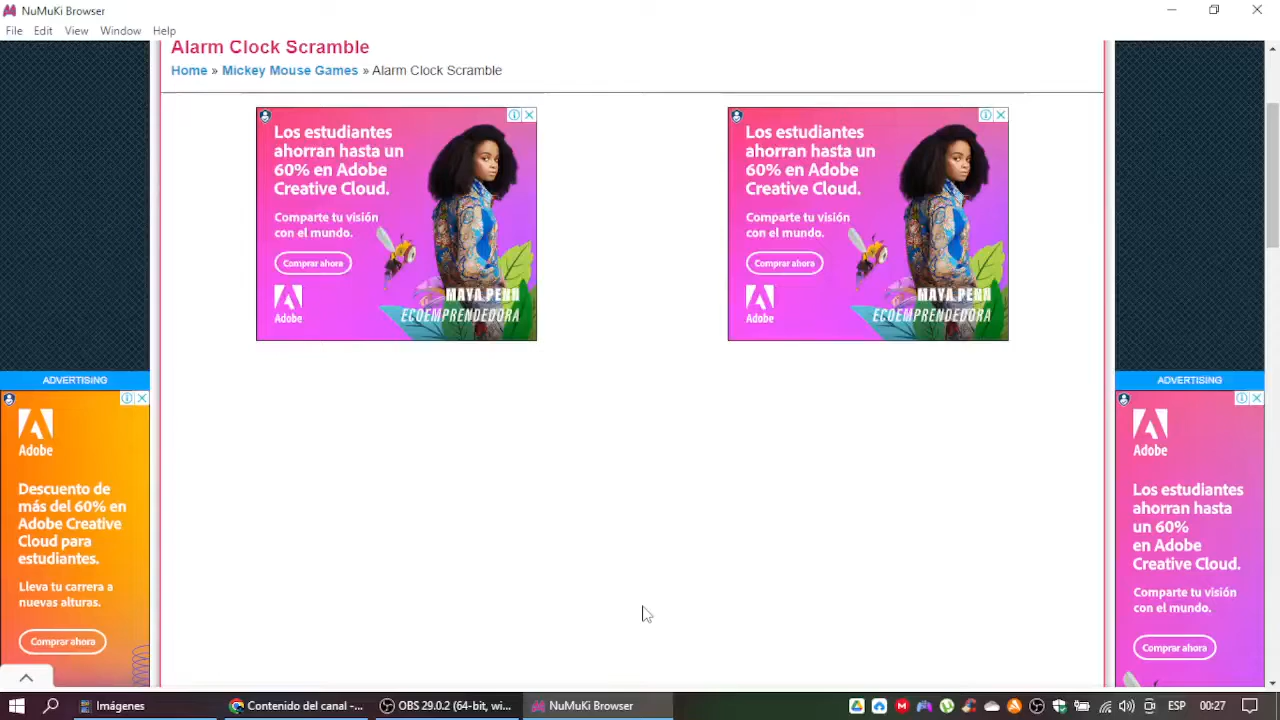 NuMuKi Browser
File Edit View Window Help
Alarm Clock Scramble
Home » Mickey Mouse Games » Alarm Clock Scramble
Los estudiantes
ahorran hasta un
60% en Adobe
Creative Cloud.
Comparte tu visión
con el mundo.
Comprar ahora
Adobe
MAYA PENN
ECOEMPRENDEDORA
Los estudiantes
ahorran hasta un
60% en Adobe
Creative Cloud.
Comparte tu visión
con el mundo.
Comprar ahora
Adobe
MAYA PENN
ECOEMPRENDEDORA
ADVERTISING
Adobe
Descuento de
más del 60% en
Adobe Creative
Cloud para
estudiantes.
Lleva tu carrera a
nuevas alturas.
Comprar ahora
ADVERTISING
Adobe
Los estudiantes
ahorran hasta
un 60%
en Adobe
Creative Cloud.
Comparte tu visión
con el mundo.
Comprar ahora
Imágenes Contenido del canal -... OBS 29.0.2 (64-bit, wi... NuMuKi Browser ESP 00:27